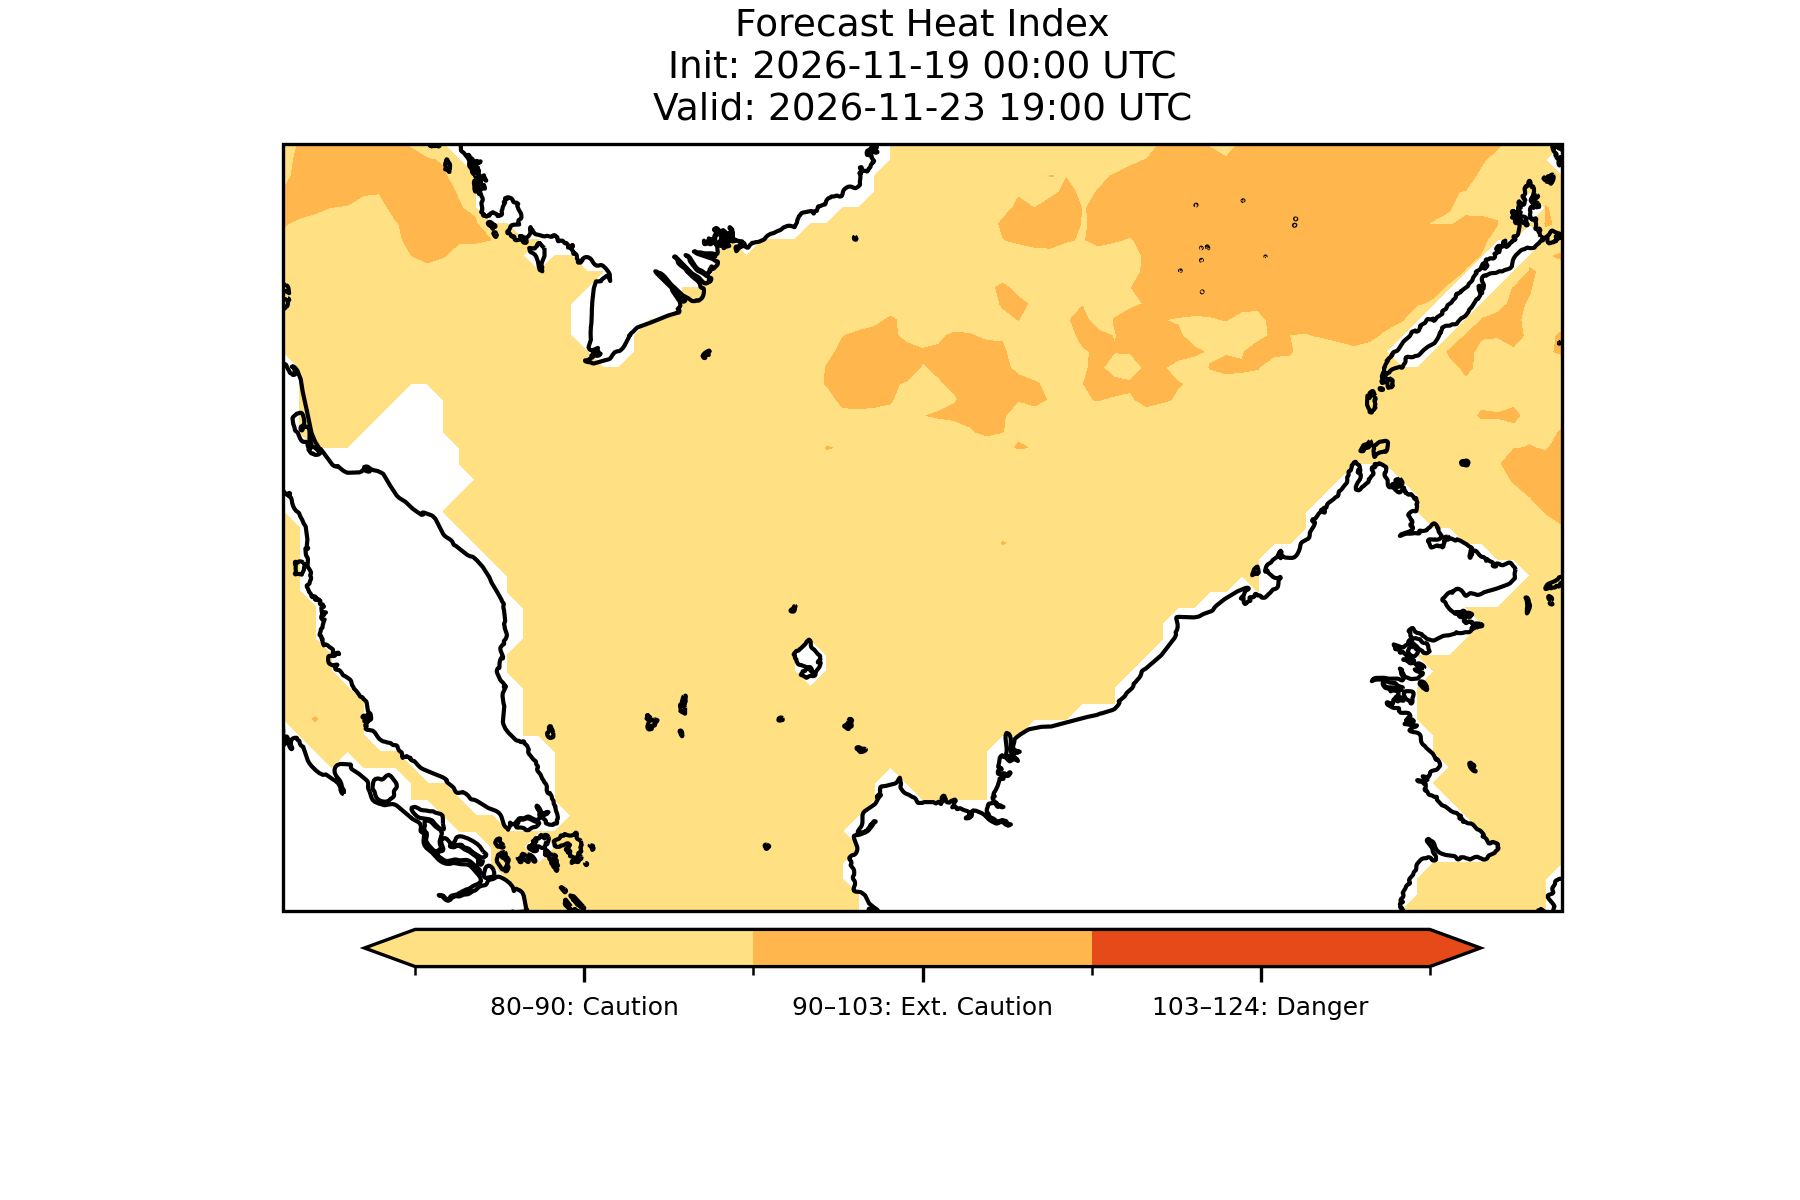 Forecast Heat Index
Init: 2026-11-19 00:00 UTC
Valid: 2026-11-23 19:00 UTC
80–90: Caution
90–103: Ext. Caution
103–124: Danger